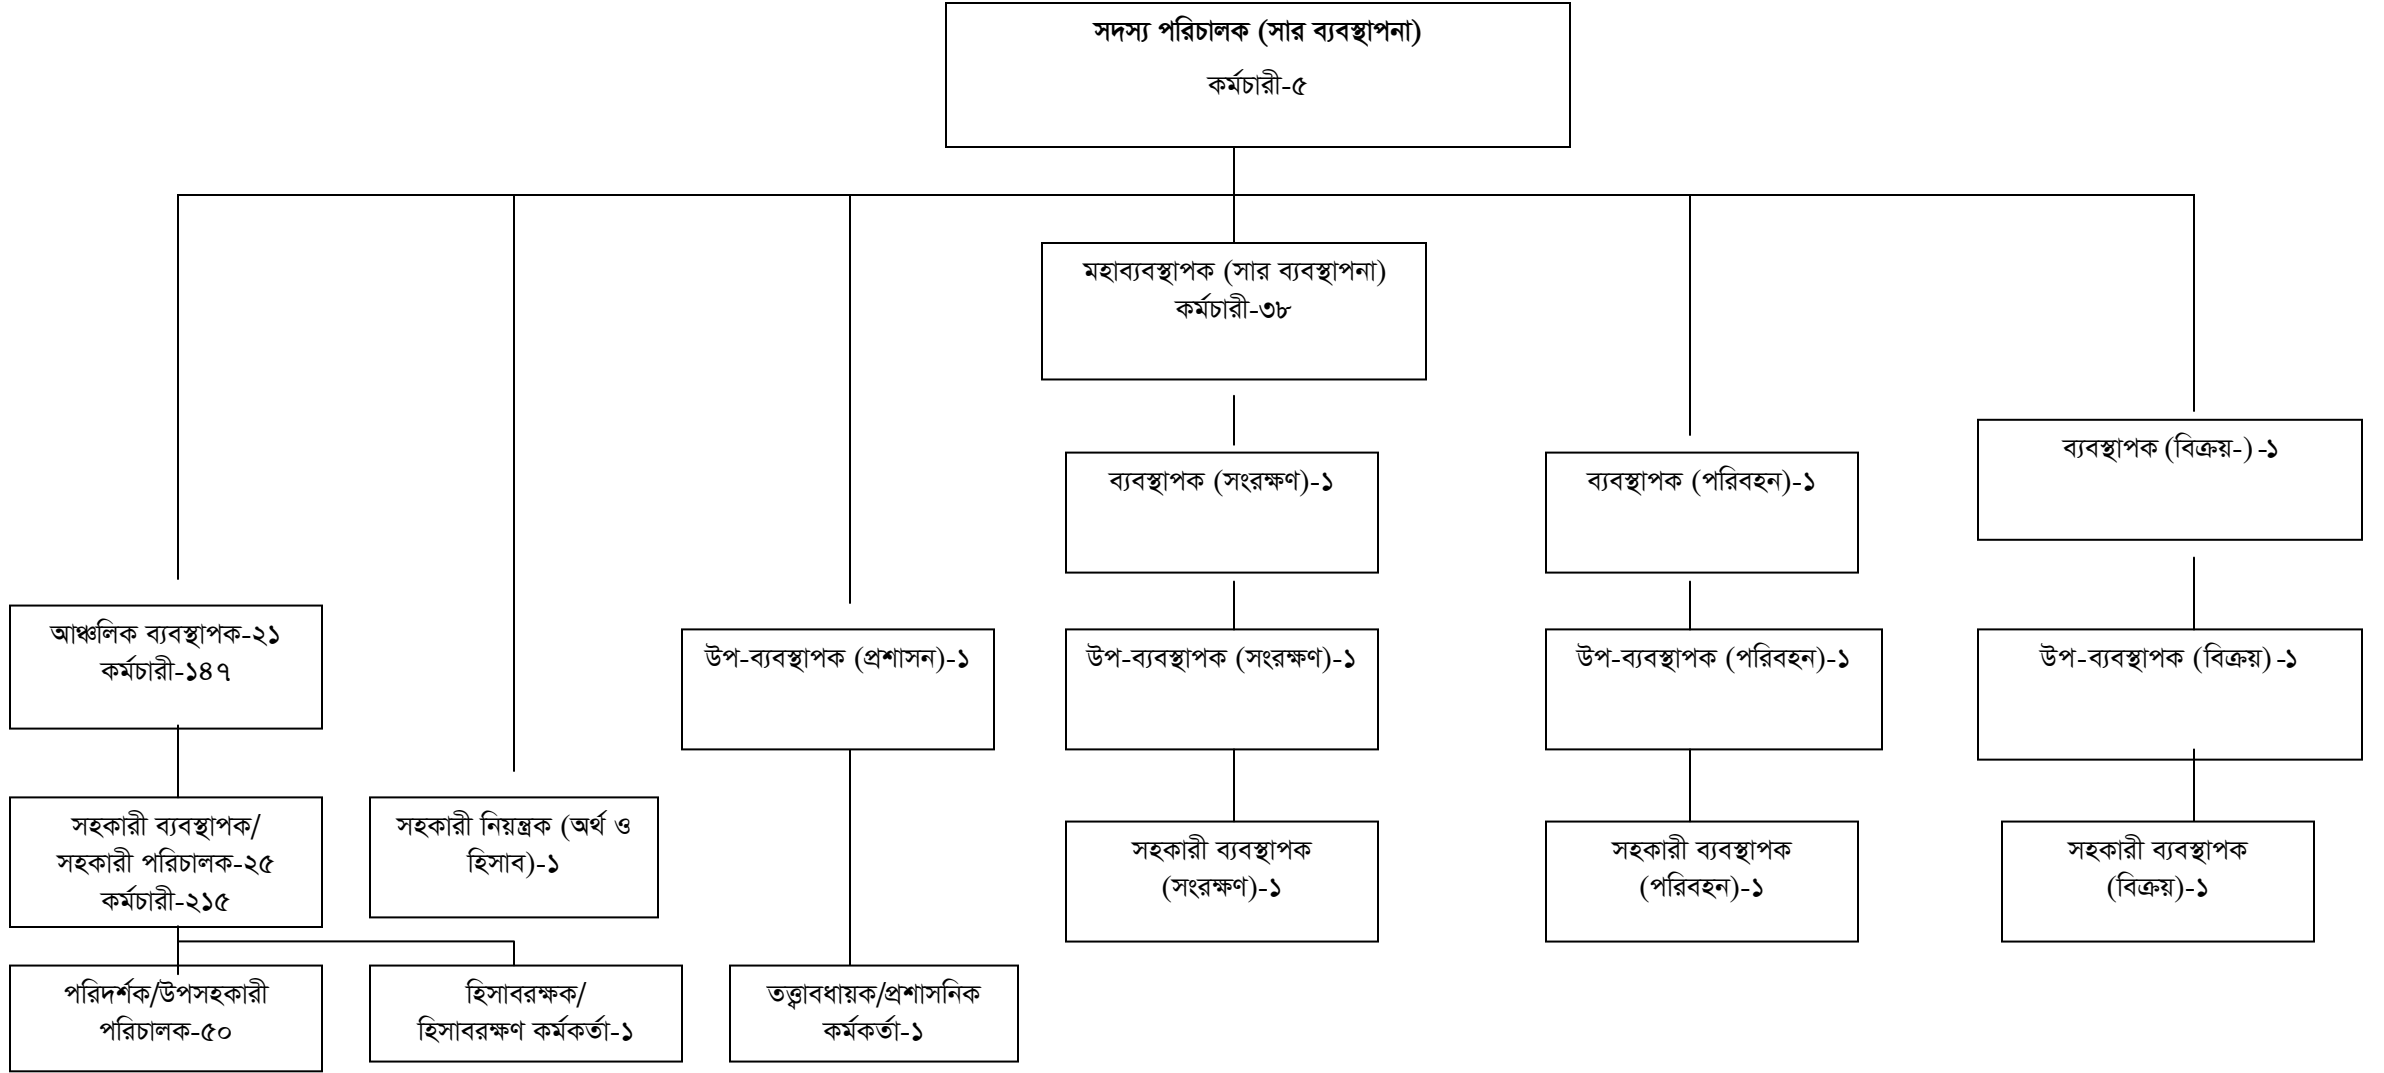 সদস্য পরিচালক (সার ব্যবস্থাপনা)
কর্মচারী-৫
মহাব্যবস্থাপক (সার ব্যবস্থাপনা)
কর্মচারী-৩৮
ব্যবস্থাপক (সংরক্ষণ)-১
ব্যবস্থাপক (পরিবহন)-১
ব্যবস্থাপক (বিক্রয়-) -১
আঞ্চলিক ব্যবস্থাপক-২১
কর্মচারী-১৪৭
উপ-ব্যবস্থাপক (প্রশাসন)-১
উপ-ব্যবস্থাপক (সংরক্ষণ)-১
উপ-ব্যবস্থাপক (পরিবহন)-১
উপ-ব্যবস্থাপক (বিক্রয়) -১
সহকারী ব্যবস্থাপক/
সহকারী পরিচালক-২৫
কর্মচারী-২১৫
সহকারী নিয়ন্ত্রক (অর্থ ও
হিসাব)-১
সহকারী ব্যবস্থাপক
(সংরক্ষণ)-১
সহকারী ব্যবস্থাপক
(পরিবহন)-১
সহকারী ব্যবস্থাপক
(বিক্রয়)-১
পরিদর্শক/উপসহকারী
পরিচালক-৫০
হিসাবরক্ষক/
হিসাবরক্ষণ কর্মকর্তা-১
তত্ত্বাবধায়ক/প্রশাসনিক
কর্মকর্তা-১